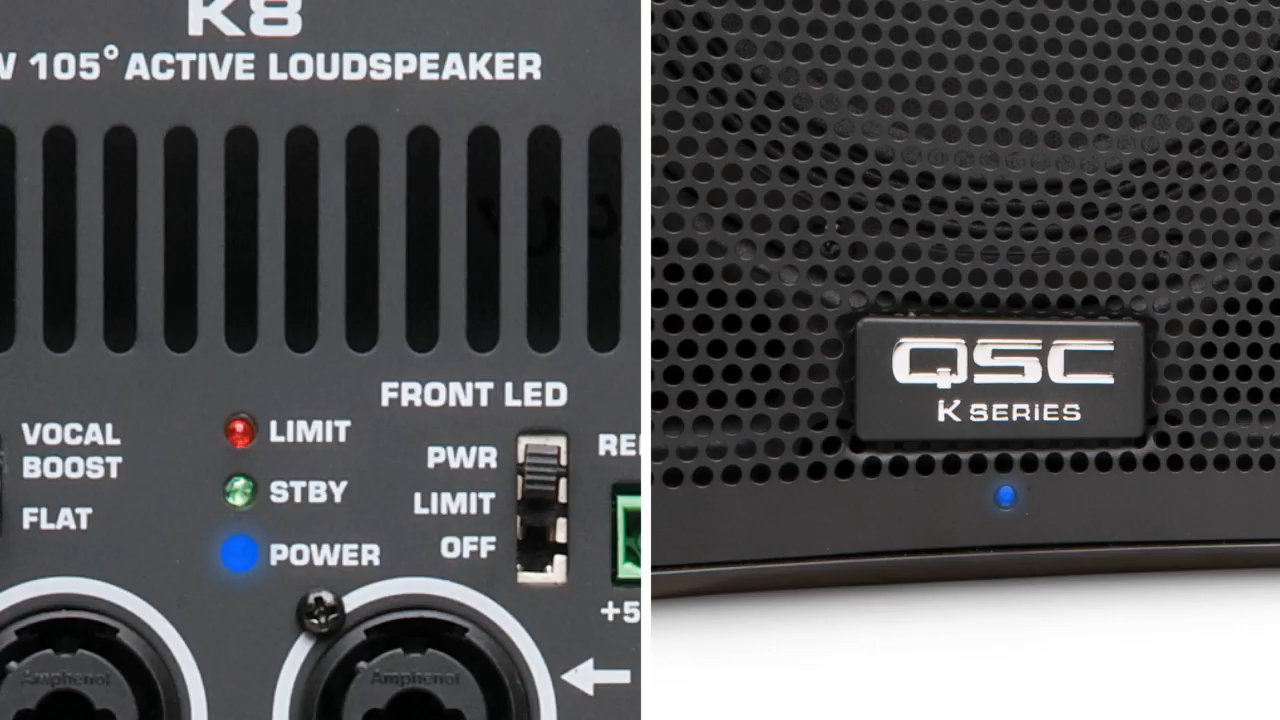 K8
W 105° ACTIVE LOUDSPEAKER
FRONT LED
VOCAL
BOOST
FLAT
LIMIT
STBY
POWER
PWR
LIMIT
OFF
+5
Amphenol
Amphenol
QSC
K SERIES